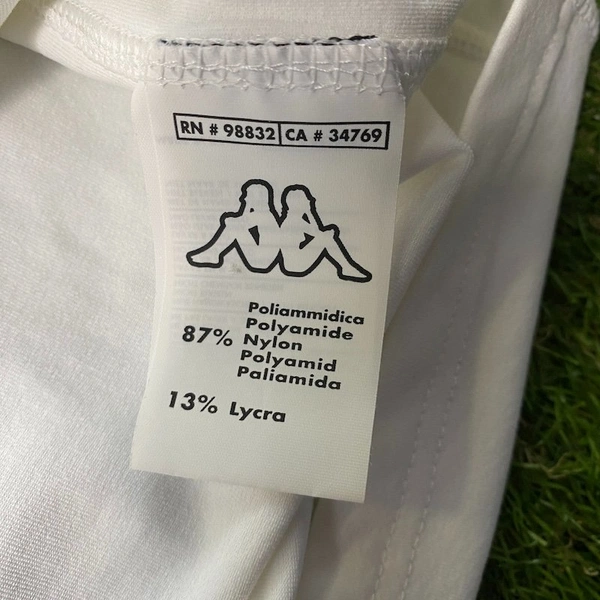 RN # 98832 CA # 34769
Poliammidica
Polyamide
87% Nylon
Polyamid
Paliamida
13% Lycra